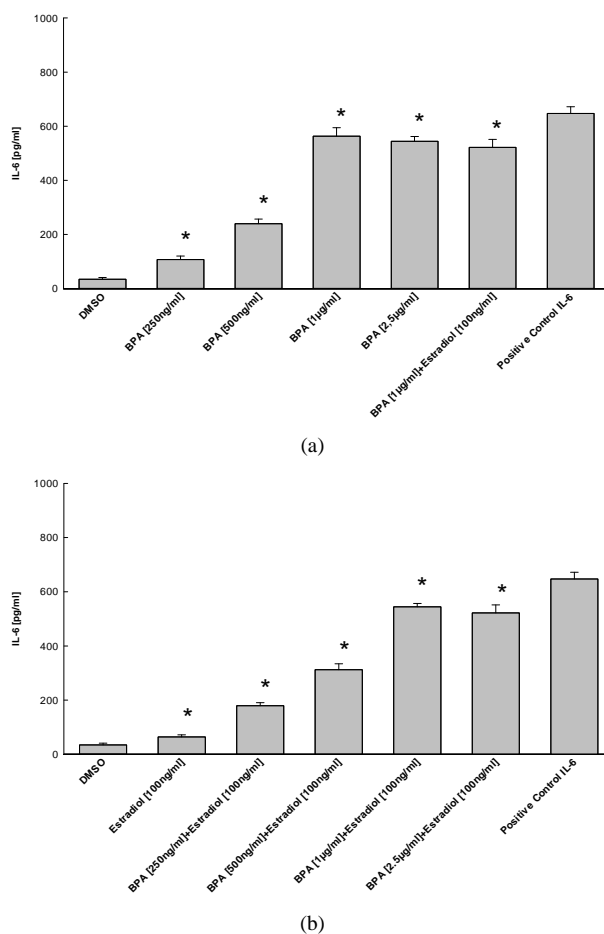 1000
800
600
400
200
0
IL-6 [pg/ml]
*
*
*
*
*
DMSO
BPA [250ng/ml]
BPA [500ng/ml]
BPA [1µg/ml]
BPA [2.5µg/ml]
BPA [1µg/ml]+Estradiol [100ng/ml]
Positive Control IL-6
(a)
1000
800
600
400
200
0
IL-6 [pg/ml]
*
*
*
*
*
DMSO
Estradiol [100ng/ml]
BPA [250ng/ml]+Estradiol [100ng/ml]
BPA [500ng/ml]+Estradiol [100ng/ml]
BPA [1µg/ml]+Estradiol [100ng/ml]
BPA [2.5µg/ml]+Estradiol [100ng/ml]
Positive Control IL-6
(b)